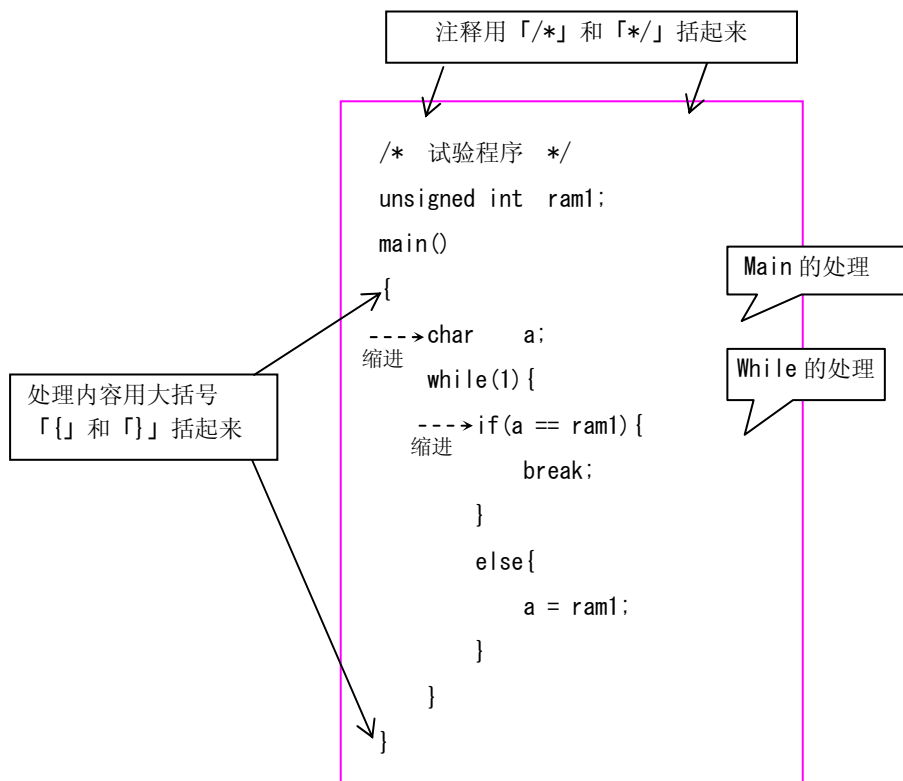 注释用「/*」和「*/」括起来
/* 试验程序 */
unsigned int ram1;
main()
{
char a;
缩进
while(1){
if(a == ram1){
缩进
break;
}
else{
a = ram1;
}
}
}
Main 的处理
While 的处理
处理内容用大括号
「{」和「}」括起来